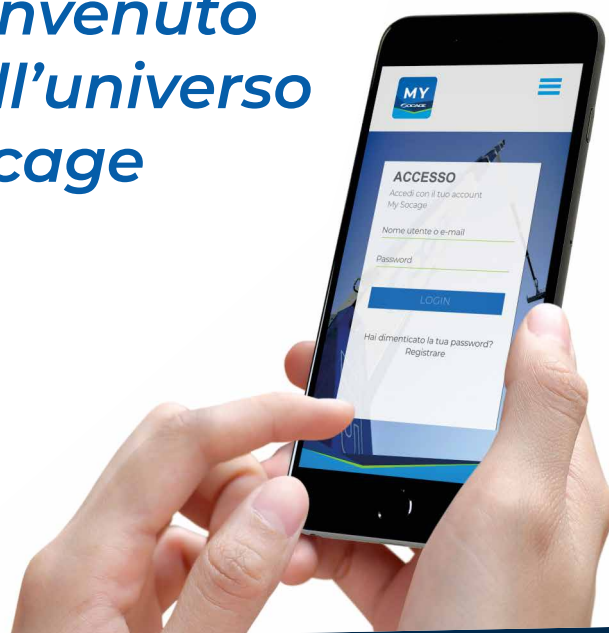 nvenuto
ll'universo
cage
MY
SOCAGE
ACCESSO
Accedi con il tuo account
My Socage
Nome utente o e-mail
Password
LOGIN
Hai dimenticato la tua password?
Registrare